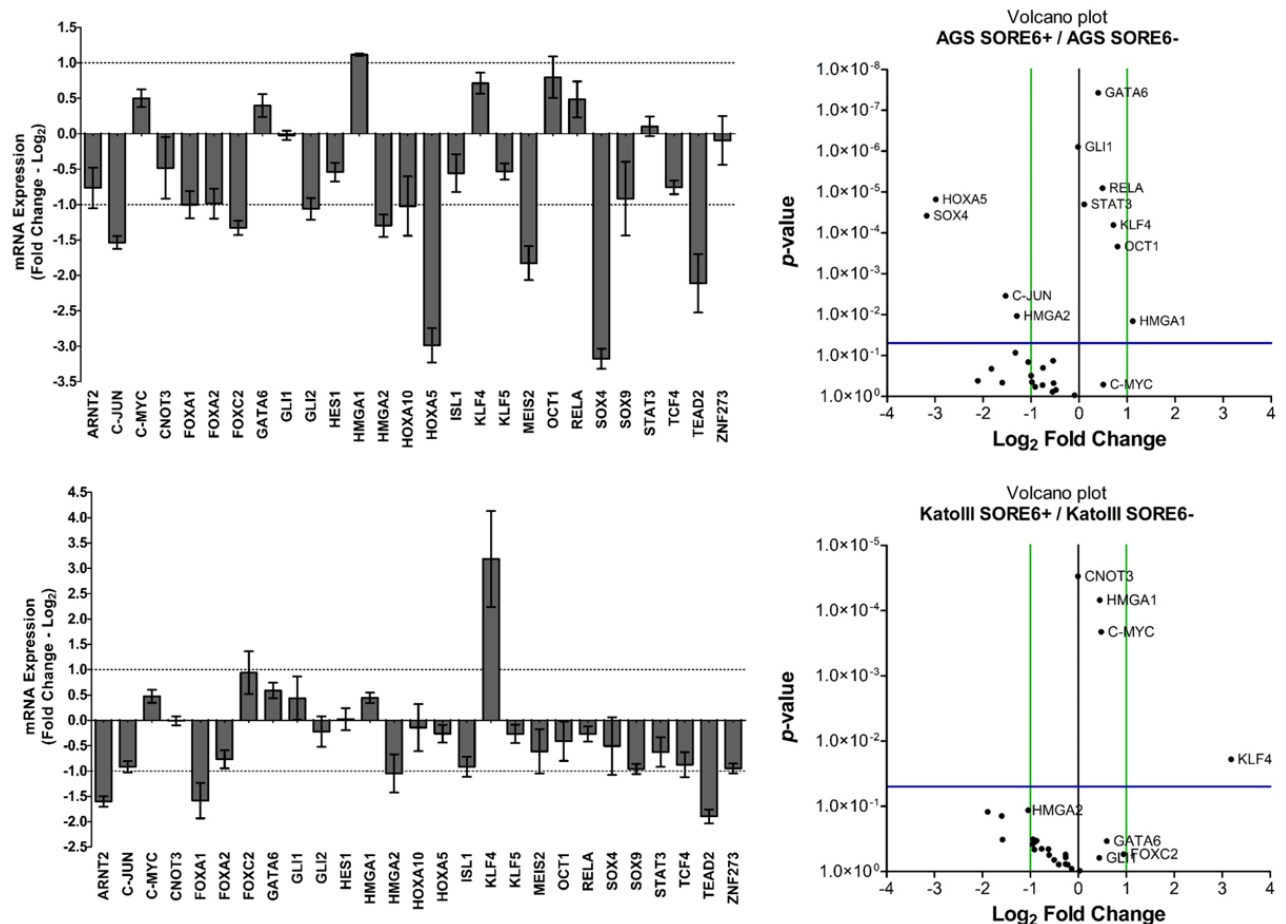 mRNA Expression
(Fold Change - Log₂)
1.5
1.0
0.5
0.0
-0.5
-1.0
-1.5
-2.0
-2.5
-3.0
-3.5
ARNT2
C-JUN
C-MYC
CNOT3
FOXA1
FOXA2
FOXC2
GATA6
GLI1
GLI2
HES1
HMGA1
HMGA2
HOXA10
HOXA5
ISL1
KLF4
KLF5
MEIS2
OCT1
RELA
SOX4
SOX9
STAT3
TCF4
TEAD2
ZNF273
Volcano plot
AGS SORE6+ / AGS SORE6-
p-value
1.0×10⁻⁸
1.0×10⁻⁷
1.0×10⁻⁶
1.0×10⁻⁵
1.0×10⁻⁴
1.0×10⁻³
1.0×10⁻²
1.0×10⁻¹
1.0×10⁰
GATA6
GLI1
RELA
HOXA5
STAT3
SOX4
KLF4
OCT1
C-JUN
HMGA2
HMGA1
C-MYC
-4 -3 -2 -1 0 1 2 3 4
Log₂ Fold Change
mRNA Expression
(Fold Change - Log₂)
4.5
4.0
3.5
3.0
2.5
2.0
1.5
1.0
0.5
0.0
-0.5
-1.0
-1.5
-2.0
-2.5
ARNT2
C-JUN
C-MYC
CNOT3
FOXA1
FOXA2
FOXC2
GATA6
GLI1
GLI2
HES1
HMGA1
HMGA2
HOXA10
HOXA5
ISL1
KLF4
KLF5
MEIS2
OCT1
RELA
SOX4
SOX9
STAT3
TCF4
TEAD2
ZNF273
Volcano plot
KatoIII SORE6+ / KatoIII SORE6-
p-value
1.0×10⁻⁵
1.0×10⁻⁴
1.0×10⁻³
1.0×10⁻²
1.0×10⁻¹
1.0×10⁰
CNOT3
HMGA1
C-MYC
KLF4
HMGA2
GATA6
GLI1
FOXC2
-4 -3 -2 -1 0 1 2 3 4
Log₂ Fold Change